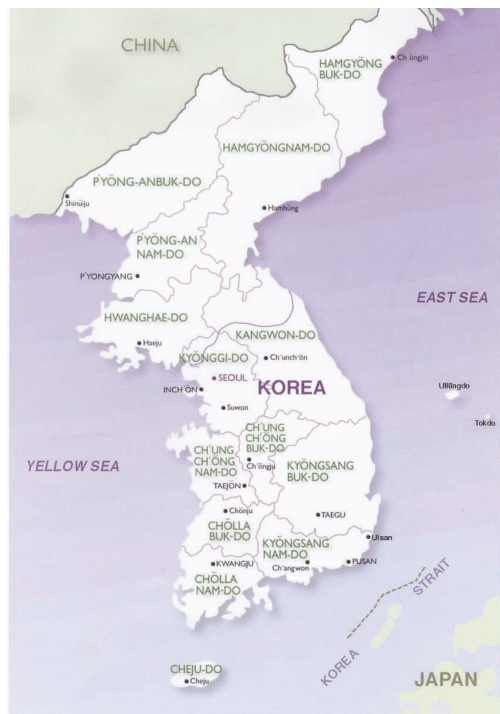 CHINA
HAMGYŎNG
BUK-DO
Ch'ŏngjin
HAMGYŎNGNAM-DO
P'YŎNG-ANBUK-DO
Shinŭiju
Hamhŭng
P'YŎNG-AN
NAM-DO
P'YONGYANG
EAST SEA
HWANGHAE-DO
KANGWON-DO
Haeju
KYŎNGGI-DO
Ch'unch'ŏn
SEOUL
INCH'ŎN
KOREA
Ullŭngdo
Suwon
Tokdo
CH'UNG
CH'ŎNG
BUK-DO
CH'UNG
CH'ŎNG
NAM-DO
Ch'ŏngju
KYŎNGSANG
BUK-DO
YELLOW SEA
TAEJŎN
Chŏnju
TAEGU
CHŎLLA
BUK-DO
Ulsan
KYŎNGSANG
NAM-DO
KWANGJU
Ch'angwon
PUSAN
CHŎLLA
NAM-DO
KOREA STRAIT
CHEJU-DO
Cheju
JAPAN